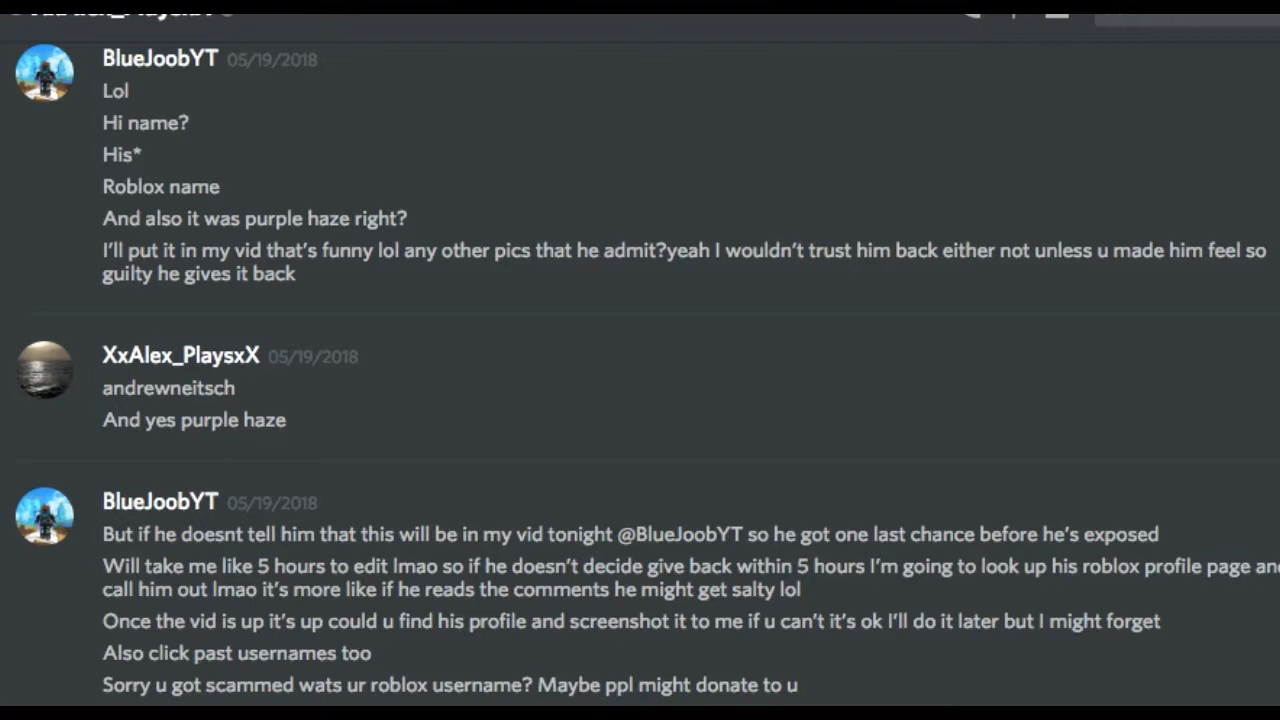 BlueJoobYT 05/19/2018
Lol
Hi name?
His*
Roblox name
And also it was purple haze right?
I'll put it in my vid that's funny lol any other pics that he admit?yeah I wouldn't trust him back either not unless u made him feel so
guilty he gives it back
XxAlex_PlaysxX 05/19/2018
andrewneitsch
And yes purple haze
BlueJoobYT 05/19/2018
But if he doesnt tell him that this will be in my vid tonight @BlueJoobYT so he got one last chance before he's exposed
Will take me like 5 hours to edit lmao so if he doesn't decide give back within 5 hours I'm going to look up his roblox profile page
call him out lmao it's more like if he reads the comments he might get salty lol
Once the vid is up it's up could u find his profile and screenshot it to me if u can't it's ok I'll do it later but I might forget
Also click past usernames too
Sorry u got scammed wats ur roblox username? Maybe ppl might donate to u